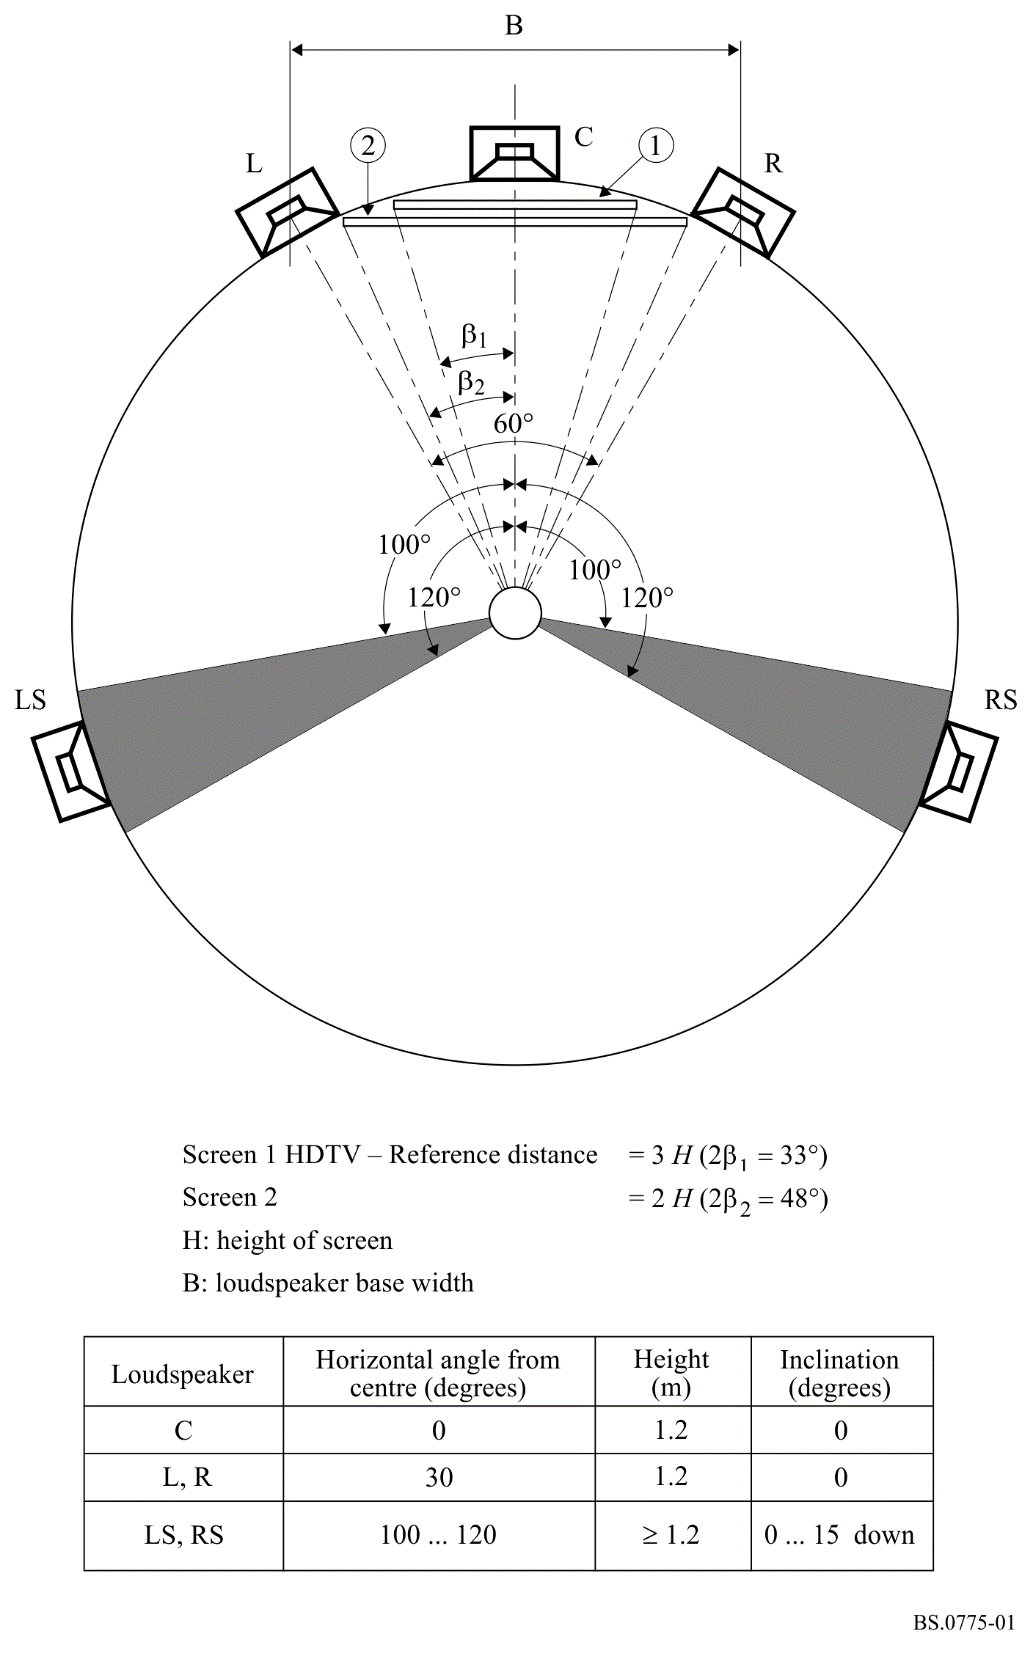 B
C
L
R
2
1
β1
β2
60°
100°
100°
120°
120°
LS
RS
Screen 1 HDTV – Reference distance = 3 H (2β1 = 33°)
Screen 2 = 2 H (2β2 = 48°)
H: height of screen
B: loudspeaker base width
Loudspeaker
Horizontal angle from
centre (degrees)
Height
(m)
Inclination
(degrees)
C 0 1.2 0
L, R 30 1.2 0
LS, RS 100 ... 120 ≥ 1.2 0 ... 15 down
BS.0775-01